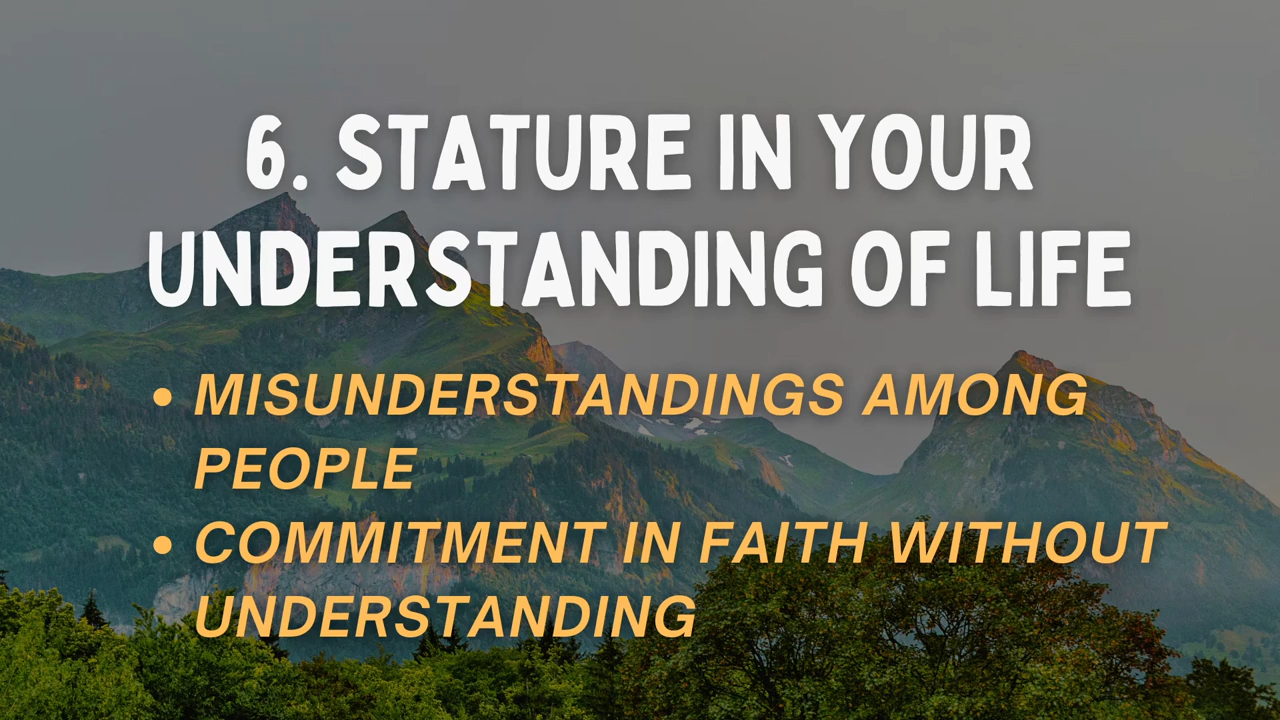 6. STATURE IN YOUR
UNDERSTANDING OF LIFE
• MISUNDERSTANDINGS AMONG
PEOPLE
• COMMITMENT IN FAITH WITHOUT
UNDERSTANDING